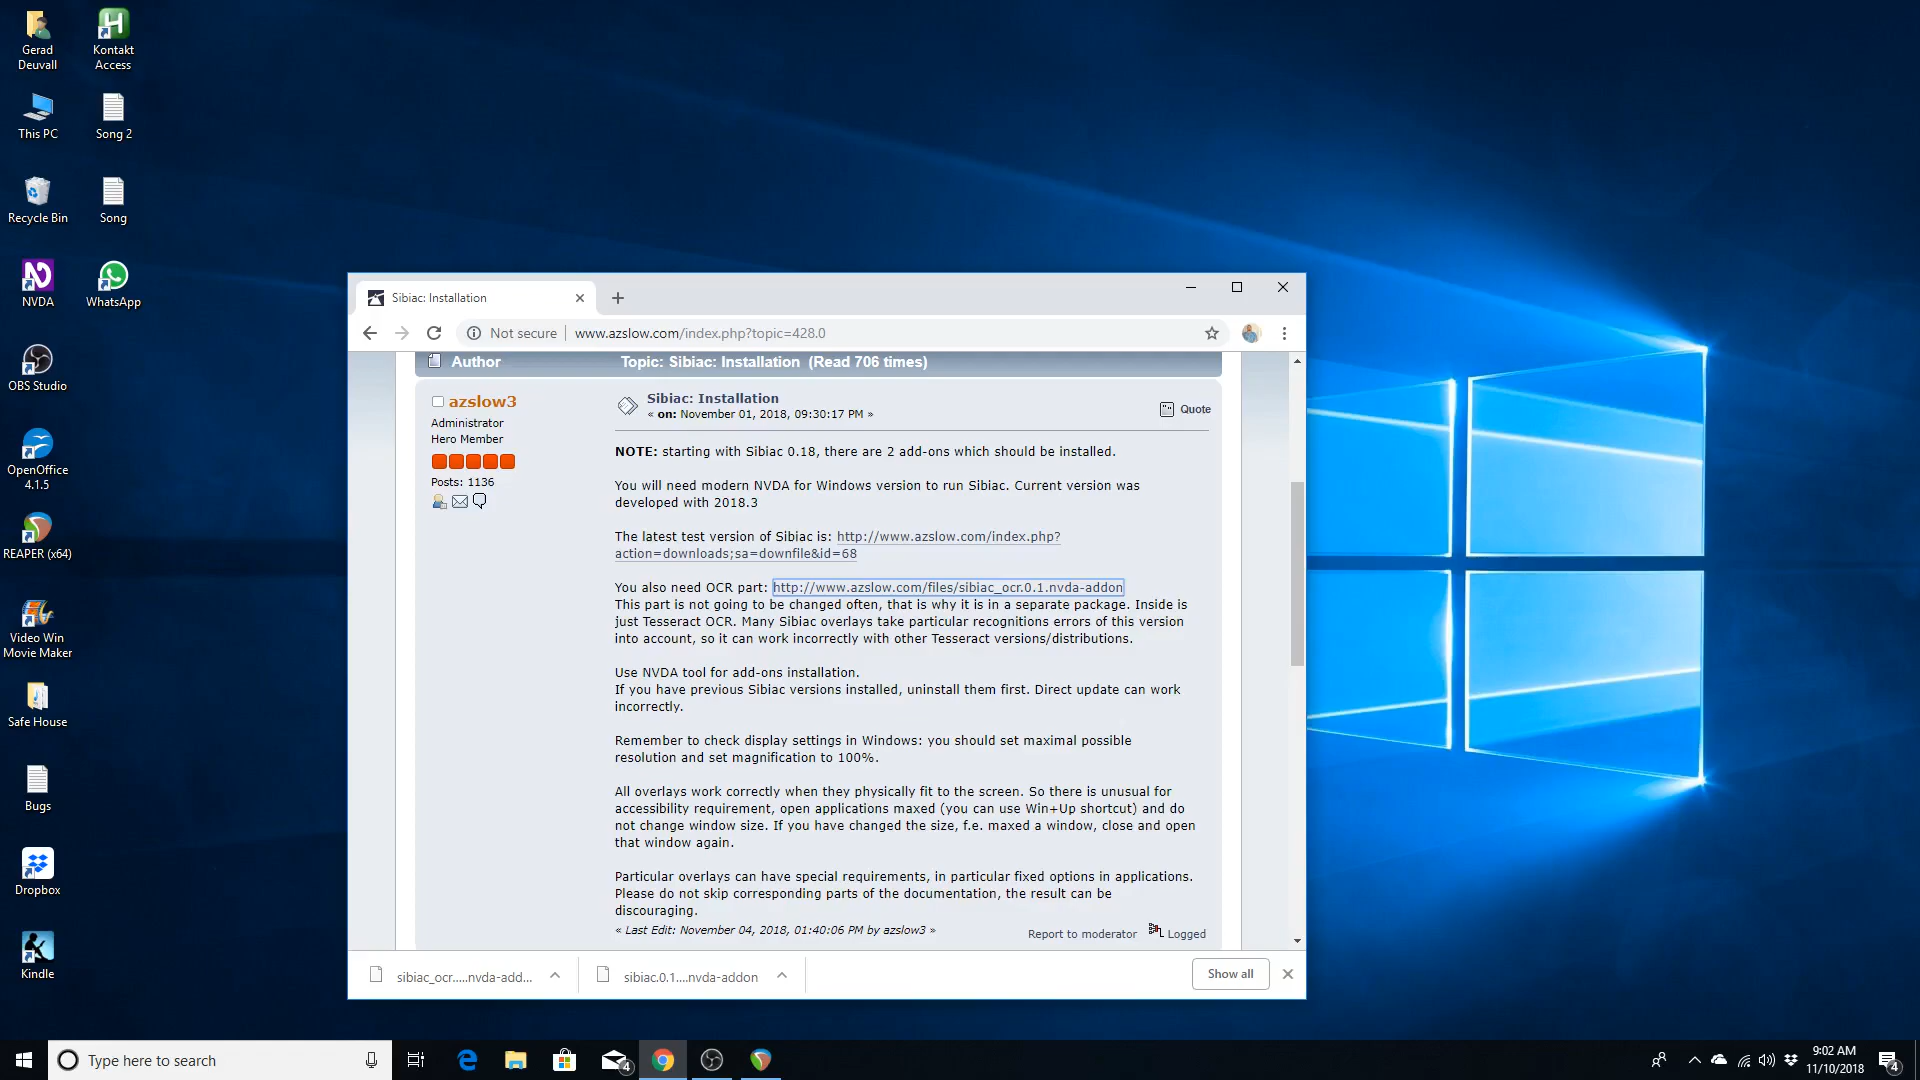 Gerad Deuvall
Kontakt Access
This PC
Song 2
Recycle Bin
Song
NVDA
WhatsApp
OBS Studio
OpenOffice 4.1.5
REAPER (x64)
Video Win Movie Maker
Safe House
Bugs
Dropbox
Kindle
Sibiac: Installation
Not secure
www.azslow.com/index.php?topic=428.0
Author
Topic: Sibiac: Installation (Read 706 times)
azslow3
Administrator
Hero Member
Posts: 1136
Sibiac: Installation
« on: November 01, 2018, 09:30:17 PM »
Quote
NOTE: starting with Sibiac 0.18, there are 2 add-ons which should be installed.
You will need modern NVDA for Windows version to run Sibiac. Current version was
developed with 2018.3
The latest test version of Sibiac is: http://www.azslow.com/index.php?
action=downloads;sa=downfile&id=68
You also need OCR part: http://www.azslow.com/files/sibiac_ocr.0.1.nvda-addon
This part is not going to be changed often, that is why it is in a separate package. Inside is
just Tesseract OCR. Many Sibiac overlays take particular recognitions errors of this version
into account, so it can work incorrectly with other Tesseract versions/distributions.
Use NVDA tool for add-ons installation.
If you have previous Sibiac versions installed, uninstall them first. Direct update can work
incorrectly.
Remember to check display settings in Windows: you should set maximal possible
resolution and set magnification to 100%.
All overlays work correctly when they physically fit to the screen. So there is unusual for
accessibility requirement, open applications maxed (you can use Win+Up shortcut) and do
not change window size. If you have changed the size, f.e. maxed a window, close and open
that window again.
Particular overlays can have special requirements, in particular fixed options in applications.
Please do not skip corresponding parts of the documentation, the result can be
discouraging.
« Last Edit: November 04, 2018, 01:40:06 PM by azslow3 »
Report to moderator
Logged
sibiac_ocr.....nvda-add...
sibiac.0.1....nvda-addon
Show all
Type here to search
4
9:02 AM
11/10/2018
4